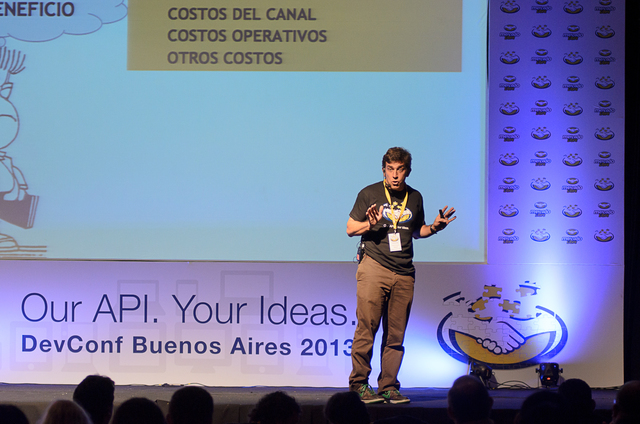 ENEFICIO
COSTOS DEL CANAL
COSTOS OPERATIVOS
OTROS COSTOS
Our API. Your Ideas.
DevConf Buenos Aires 2013